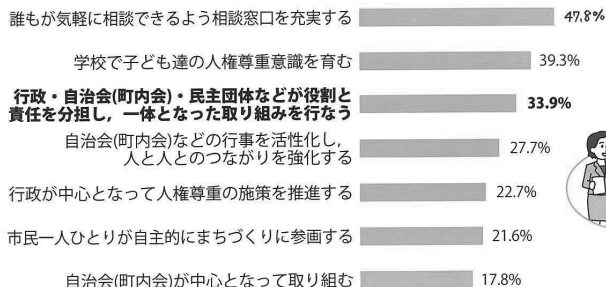 誰もが気軽に相談できるよう相談窓口を充実する
47.8%
学校で子ども達の人権尊重意識を育む
39.3%
行政・自治会(町内会)・民主団体などが役割と
責任を分担し，一体となった取り組みを行なう
33.9%
自治会(町内会)などの行事を活性化し，
人と人とのつながりを強化する
27.7%
行政が中心となって人権尊重の施策を推進する
22.7%
市民一人ひとりが自主的にまちづくりに参画する
21.6%
自治会(町内会)が中心となって取り組む
17.8%